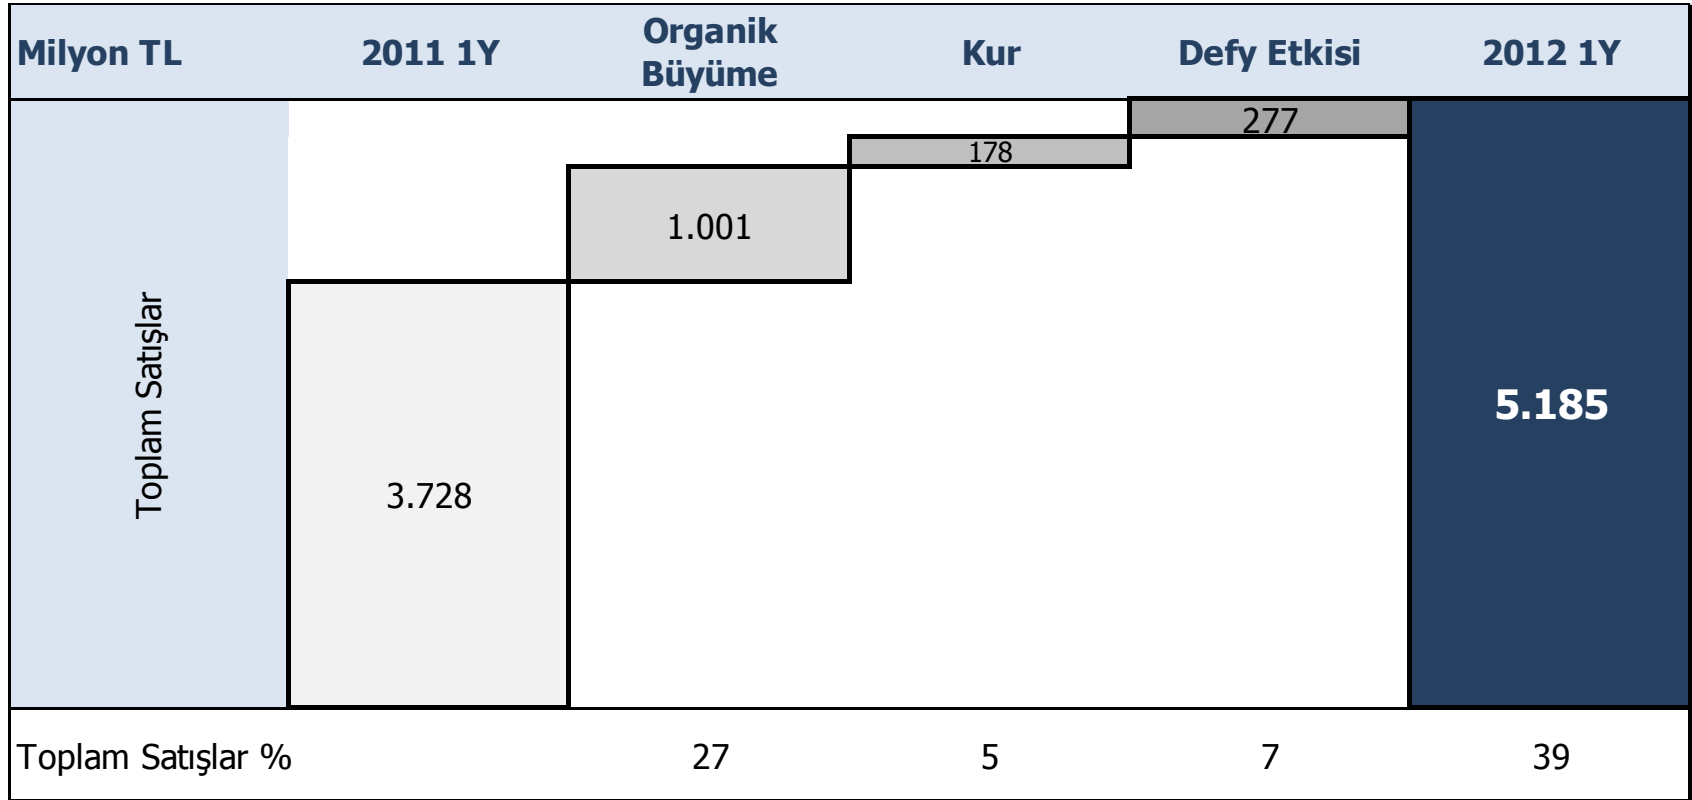 Milyon TL 2011 1Y Organik Büyüme Kur Defy Etkisi 2012 1Y
277
178
1.001
Toplam Satışlar
3.728
5.185
Toplam Satışlar % 27 5 7 39